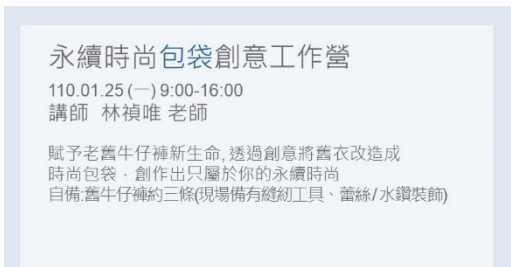 永續時尚包袋創意工作營
110.01.25 (一) 9:00-16:00
講師 林禎唯 老師
賦予老舊牛仔褲新生命, 透過創意將舊衣改造成
時尚包袋，創作出只屬於你的永續時尚
自備:舊牛仔褲約三條(現場備有縫紉工具、蕾絲/水鑽裝飾)